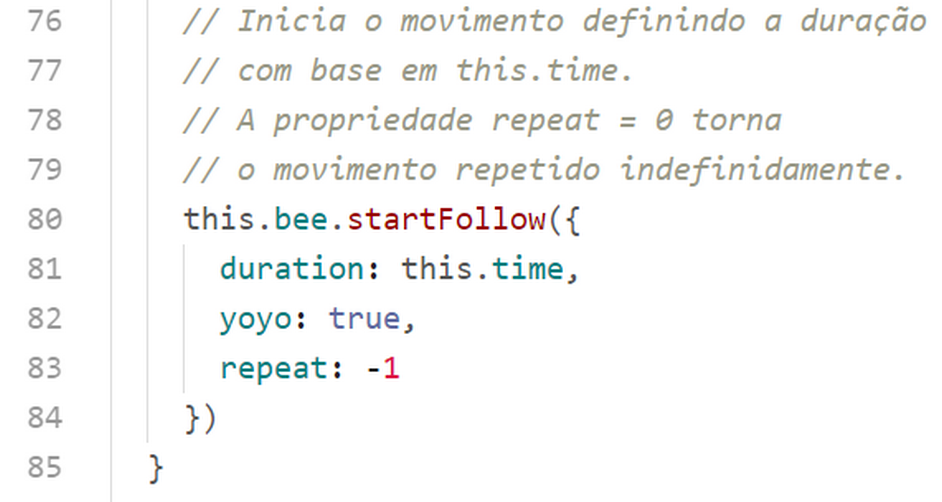 76 // Inicia o movimento definindo a duração
77 // com base em this.time.
78 // A propriedade repeat = 0 torna
79 // o movimento repetido indefinidamente.
80 this.bee.startFollow({
81 duration: this.time,
82 yoyo: true,
83 repeat: -1
84 })
85 }